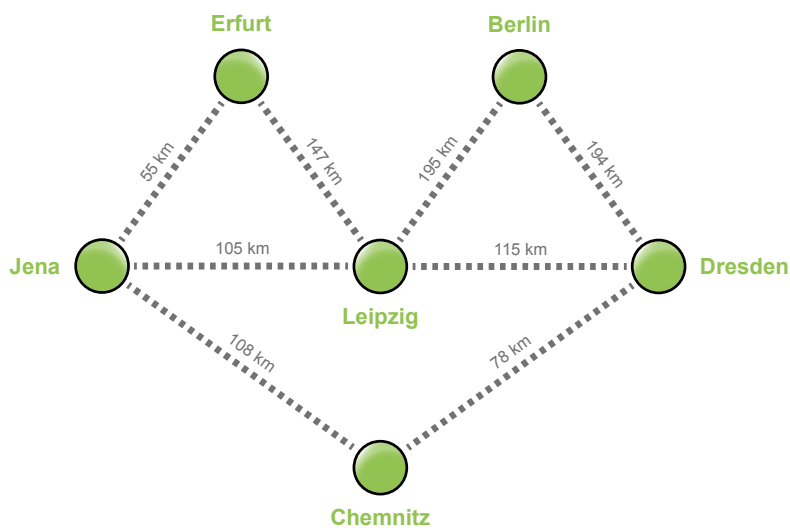 Erfurt
Berlin
55 km
147 km
195 km
194 km
Jena
105 km
115 km
Dresden
Leipzig
108 km
78 km
Chemnitz